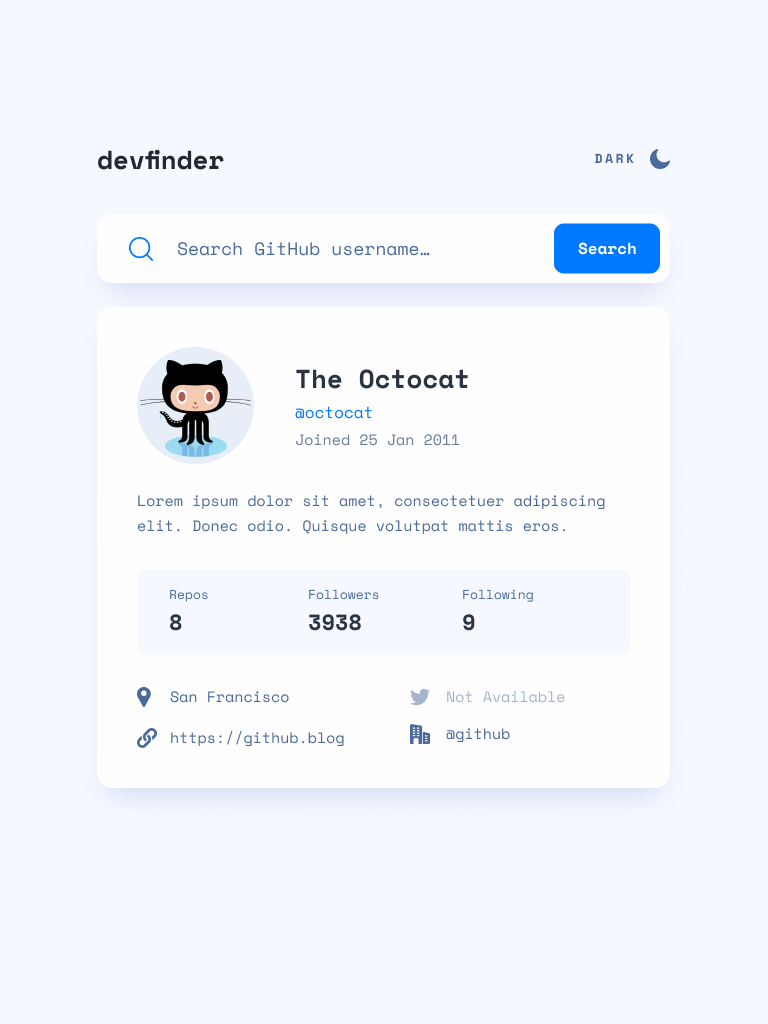 devfinder
DARK
Search GitHub username…
Search
The Octocat
@octocat
Joined 25 Jan 2011
Lorem ipsum dolor sit amet, consectetuer adipiscing
elit. Donec odio. Quisque volutpat mattis eros.
Repos
Followers
Following
8
3938
9
San Francisco
Not Available
https://github.blog
@github